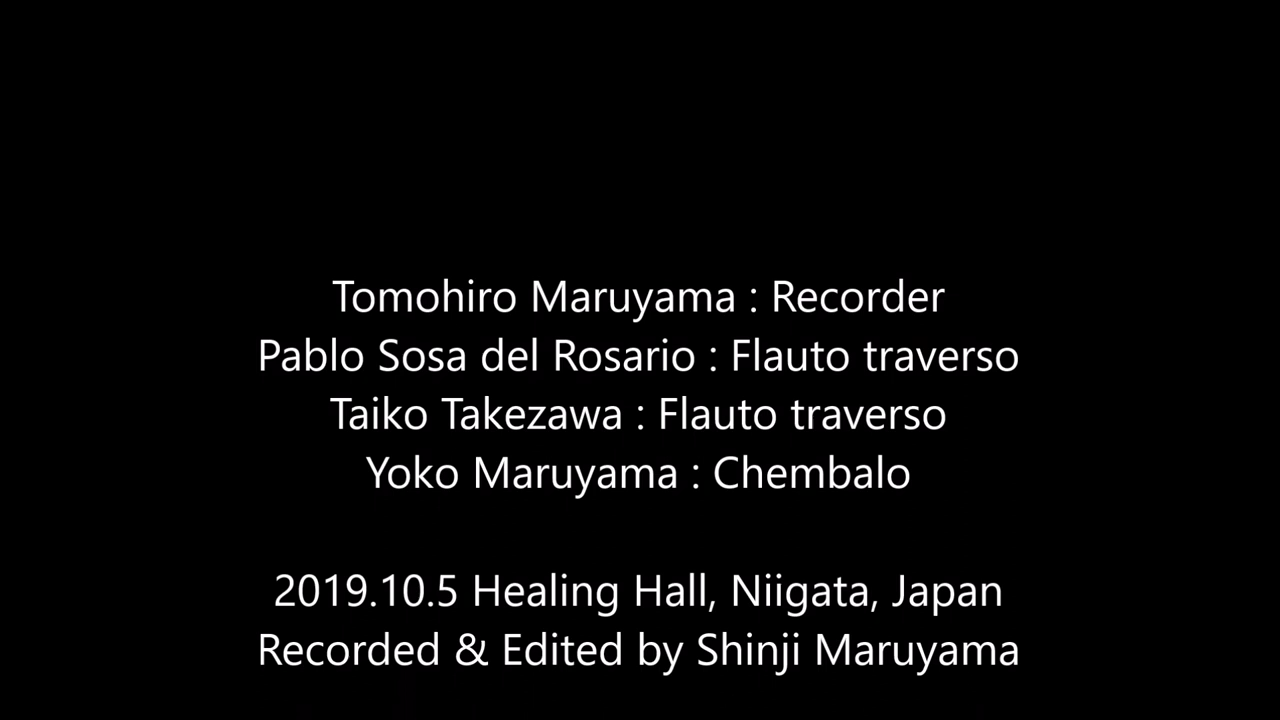 Tomohiro Maruyama : Recorder
Pablo Sosa del Rosario : Flauto traverso
Taiko Takezawa : Flauto traverso
Yoko Maruyama : Chembalo
2019.10.5 Healing Hall, Niigata, Japan
Recorded & Edited by Shinji Maruyama